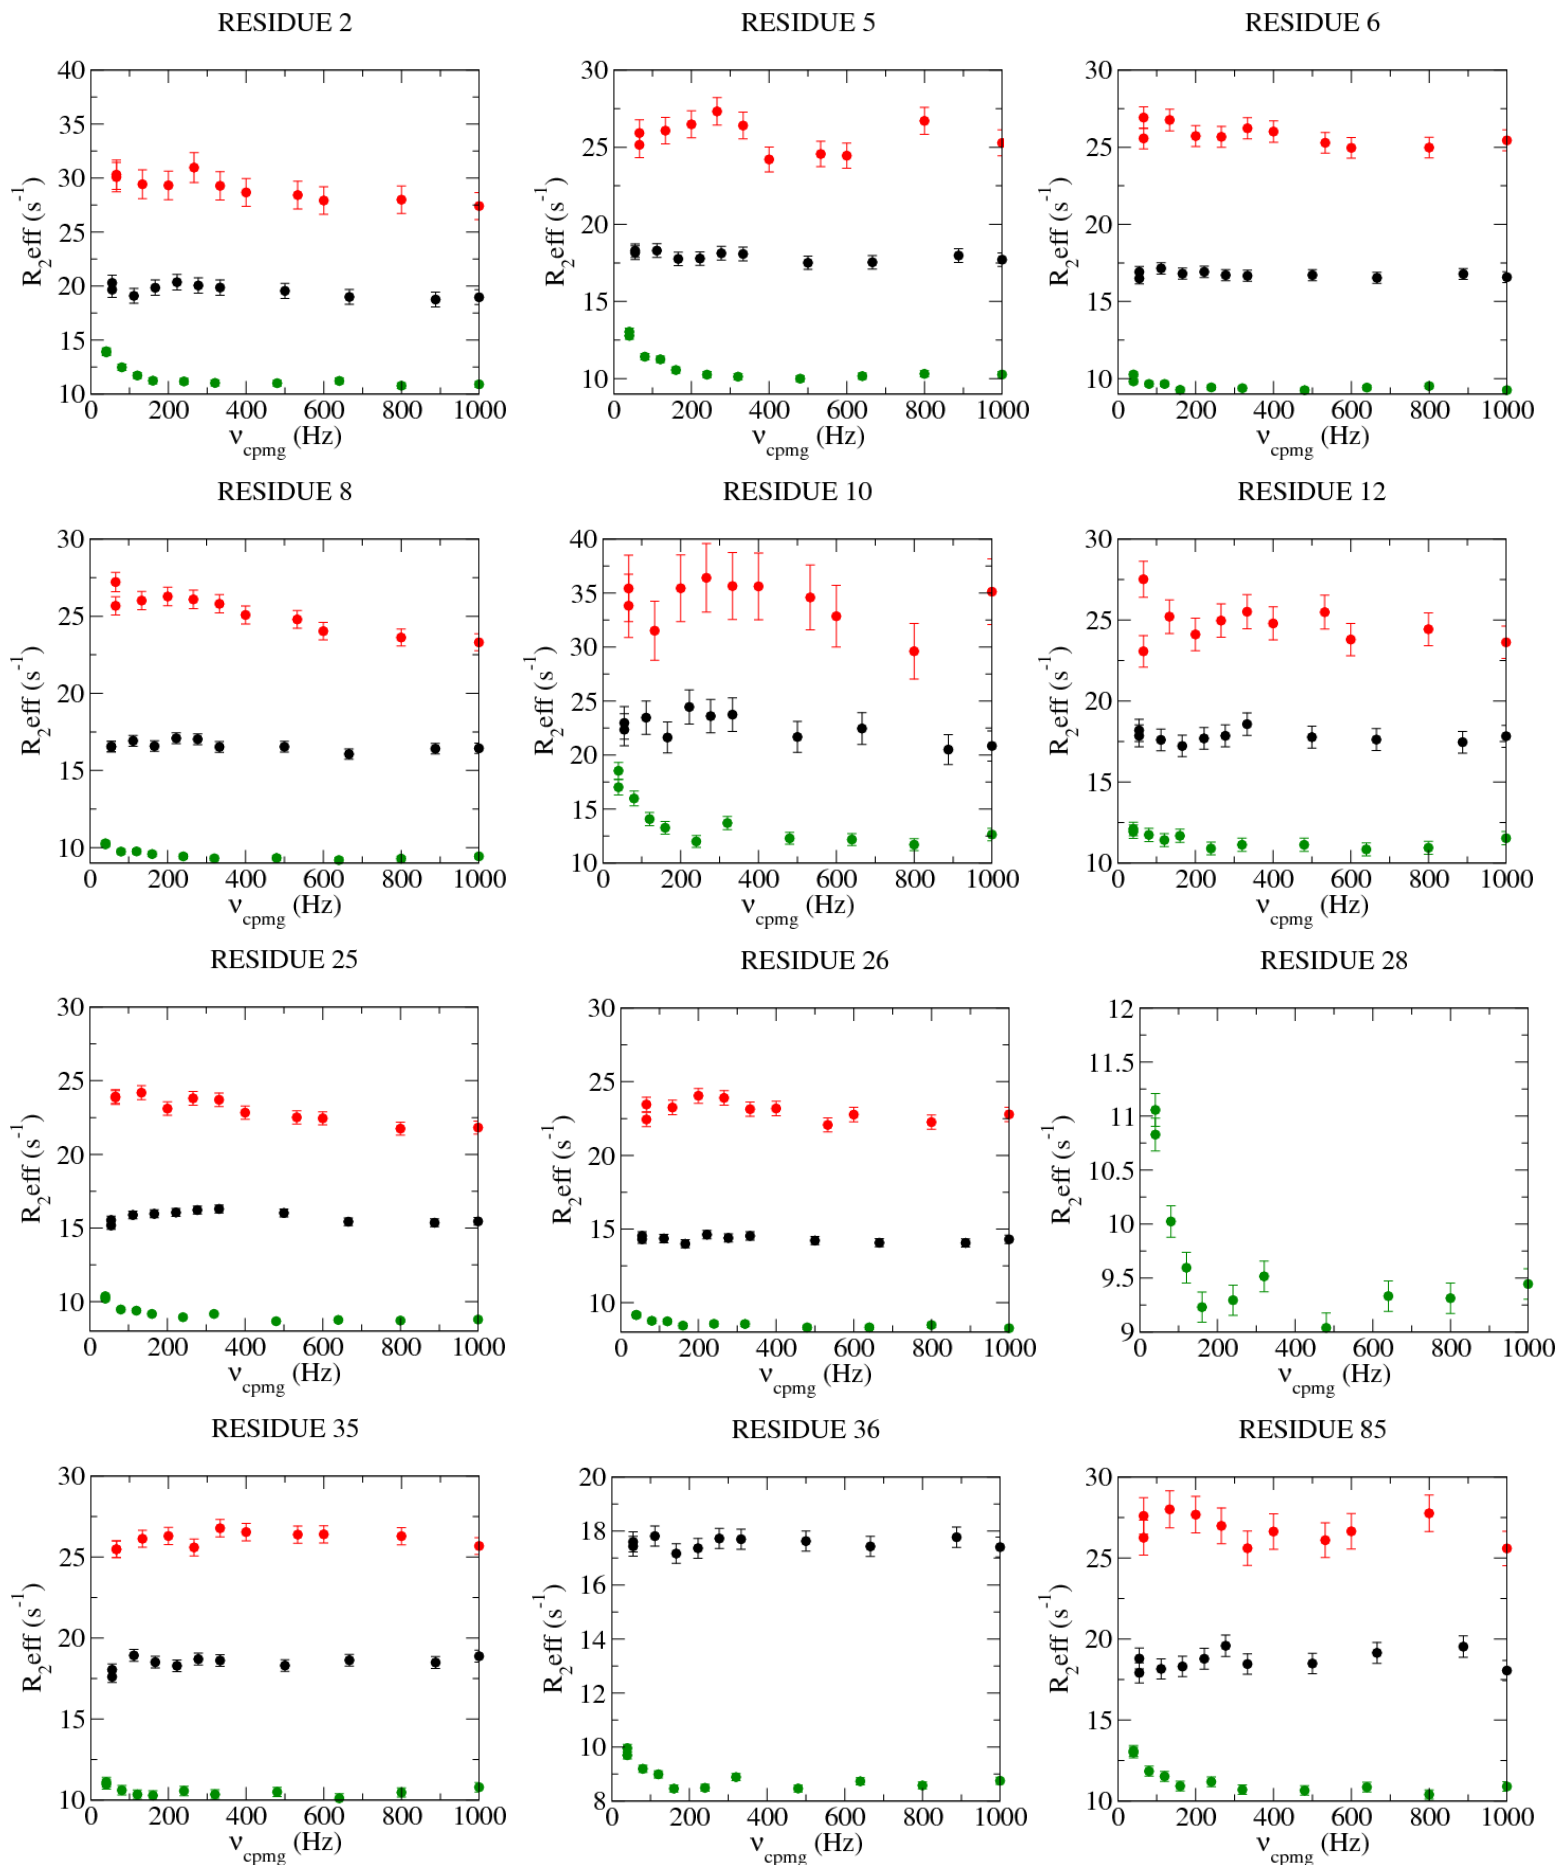 RESIDUE 2
40
35
30
25
20
15
10
R2eff (s-1)
0 200 400 600 800 1000
νcpmg (Hz)
RESIDUE 5
30
25
20
15
10
R2eff (s-1)
0 200 400 600 800 1000
νcpmg (Hz)
RESIDUE 6
30
25
20
15
10
R2eff (s-1)
0 200 400 600 800 1000
νcpmg (Hz)
RESIDUE 8
30
25
20
15
10
R2eff (s-1)
0 200 400 600 800 1000
νcpmg (Hz)
RESIDUE 10
40
35
30
25
20
15
10
R2eff (s-1)
0 200 400 600 800 1000
νcpmg (Hz)
RESIDUE 12
30
25
20
15
10
R2eff (s-1)
0 200 400 600 800 1000
νcpmg (Hz)
RESIDUE 25
30
25
20
15
10
R2eff (s-1)
0 200 400 600 800 1000
νcpmg (Hz)
RESIDUE 26
30
25
20
15
10
R2eff (s-1)
0 200 400 600 800 1000
νcpmg (Hz)
RESIDUE 28
12
11.5
11
10.5
10
9.5
9
R2eff (s-1)
0 200 400 600 800 1000
νcpmg (Hz)
RESIDUE 35
30
25
20
15
10
R2eff (s-1)
0 200 400 600 800 1000
νcpmg (Hz)
RESIDUE 36
20
18
16
14
12
10
8
R2eff (s-1)
0 200 400 600 800 1000
νcpmg (Hz)
RESIDUE 85
30
25
20
15
10
R2eff (s-1)
0 200 400 600 800 1000
νcpmg (Hz)